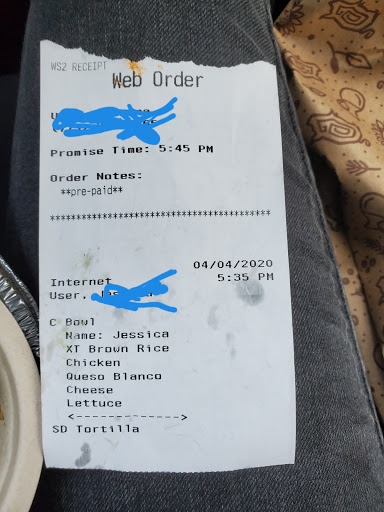 WS2 RECEIPT
Web Order
Promise Time: 5:45 PM
Order Notes:
**pre-paid**
*******************************************
04/04/2020
Internet 5:35 PM
User,
C Bowl
Name: Jessica
XT Brown Rice
Chicken
Queso Blanco
Cheese
Lettuce
<------------->
SD Tortilla